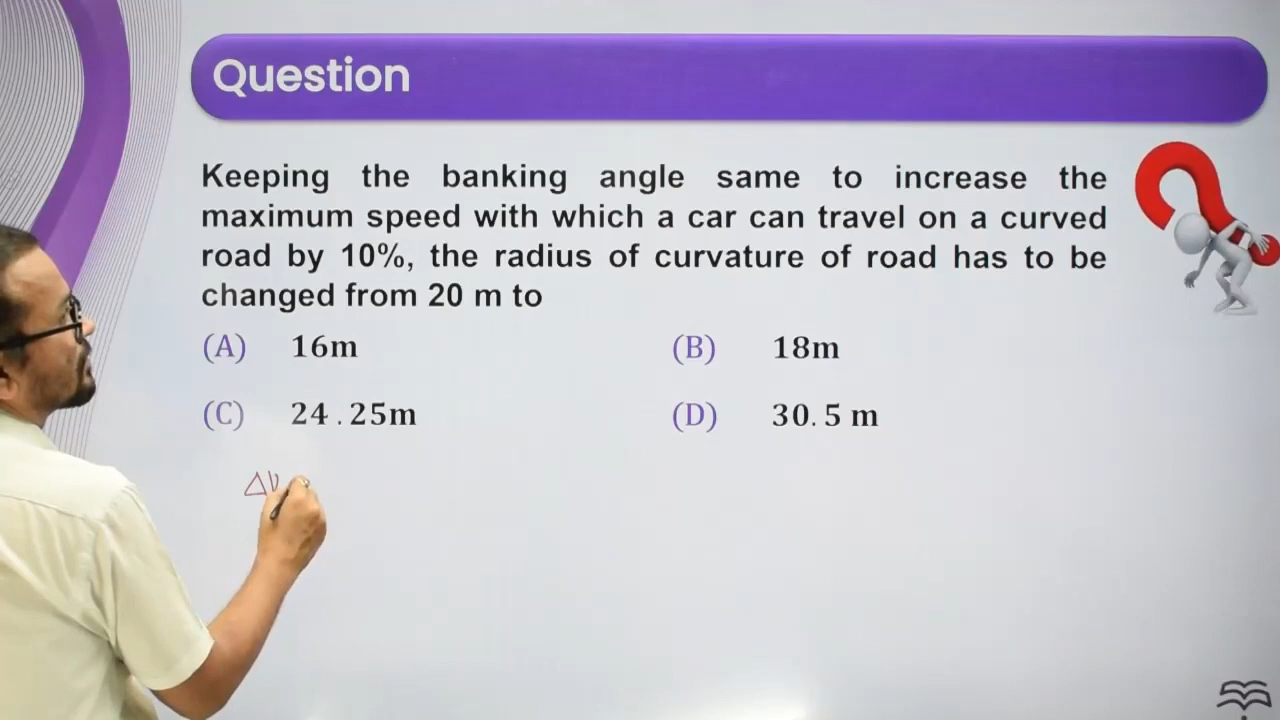 Question
Keeping the banking angle same to increase the
maximum speed with which a car can travel on a curved
road by 10%, the radius of curvature of road has to be
changed from 20 m to
(A) 16m (B) 18m
(C) 24 . 25m (D) 30. 5 m